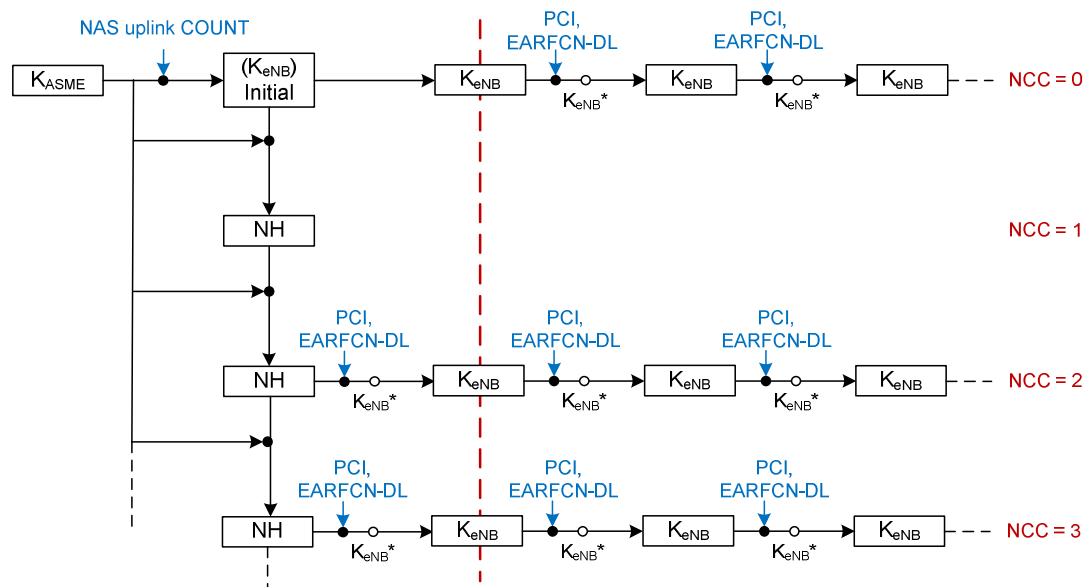 NAS uplink COUNT
PCI,
EARFCN-DL
PCI,
EARFCN-DL
KASME
(KeNB)
Initial
KeNB
KeNB*
KeNB
KeNB*
KeNB
NCC = 0
NH
NCC = 1
PCI,
EARFCN-DL
PCI,
EARFCN-DL
PCI,
EARFCN-DL
NH
KeNB*
KeNB
KeNB*
KeNB
KeNB*
KeNB
NCC = 2
PCI,
EARFCN-DL
PCI,
EARFCN-DL
PCI,
EARFCN-DL
NH
KeNB*
KeNB
KeNB*
KeNB
KeNB*
KeNB
NCC = 3